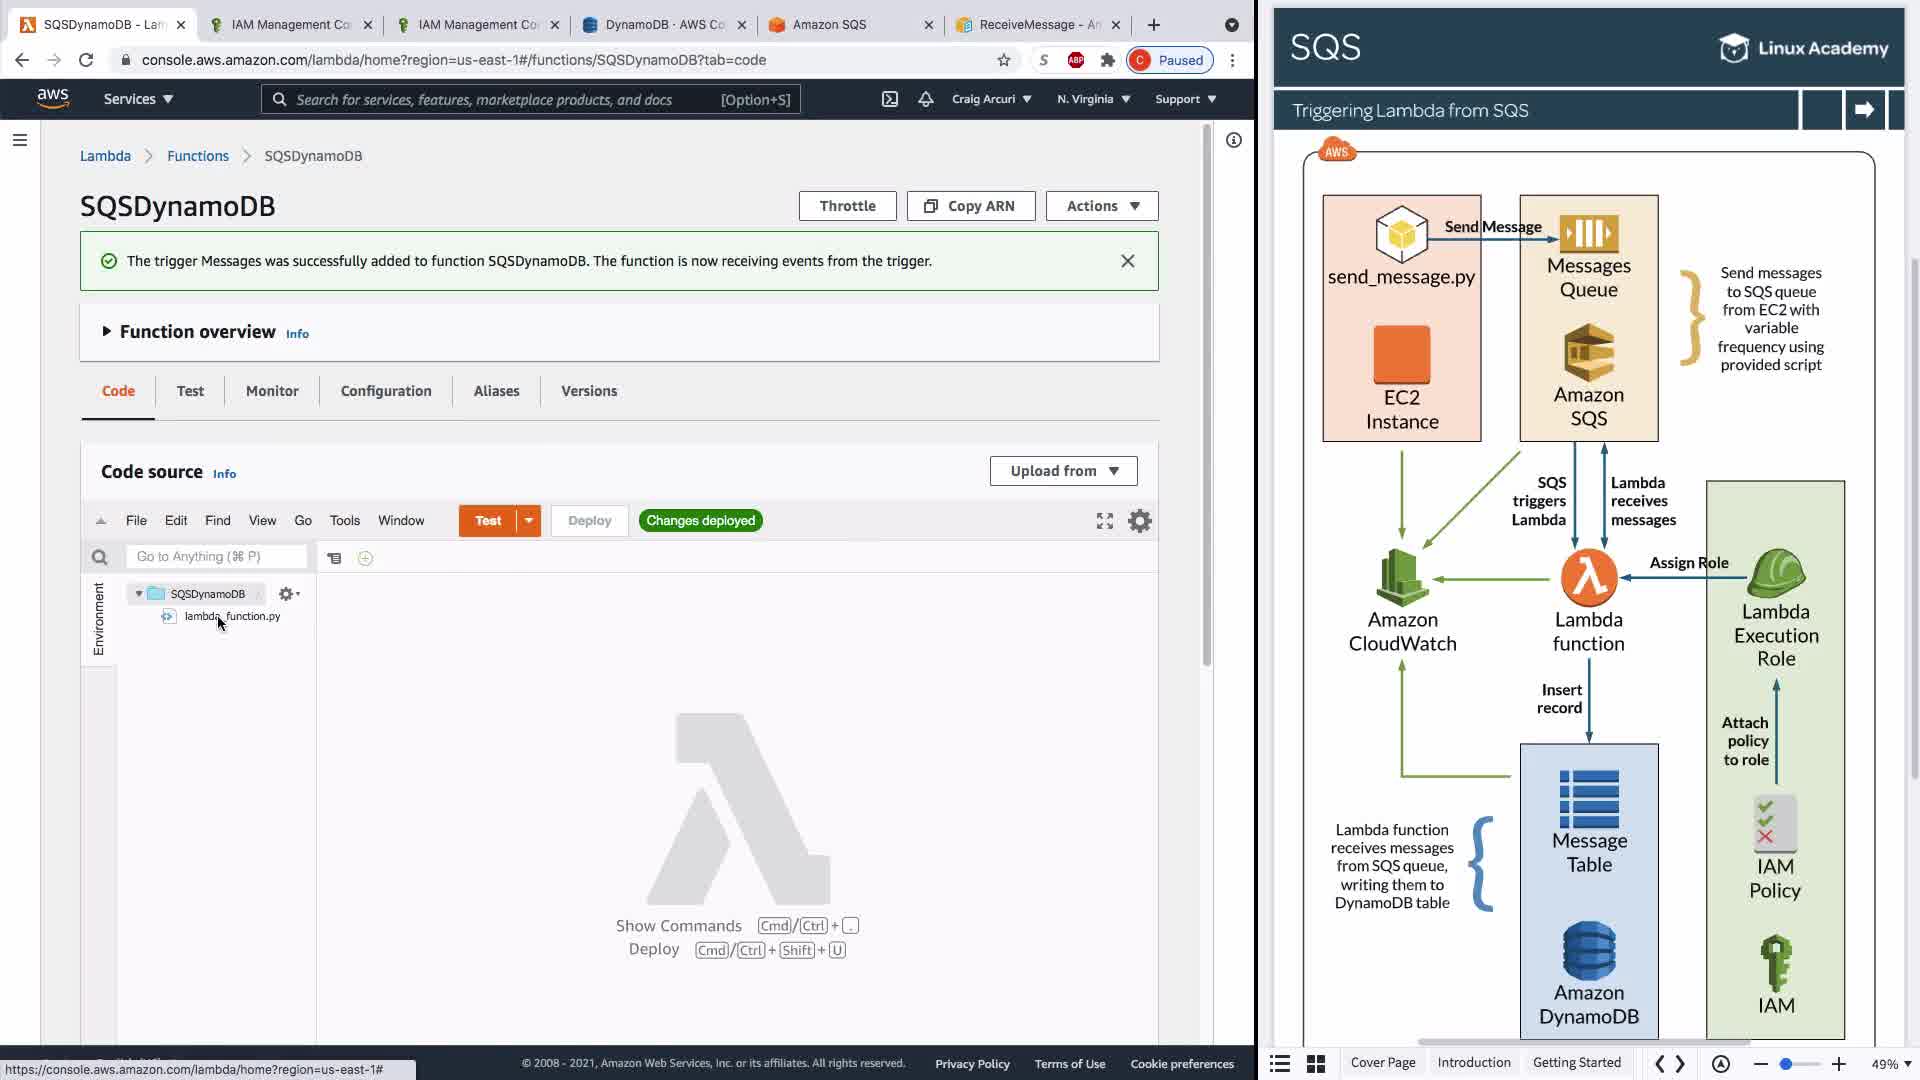 SQSDynamoDB - Lam
IAM Management Co
IAM Management Co
DynamoDB · AWS Co
Amazon SQS
ReceiveMessage - Am
console.aws.amazon.com/lambda/home?region=us-east-1#/functions/SQSDynamoDB?tab=code
S
ABP
C Paused
aws
Services
Search for services, features, marketplace products, and docs [Option+S]
Craig Arcuri
N. Virginia
Support
Lambda
Functions
SQSDynamoDB
SQSDynamoDB
Throttle
Copy ARN
Actions
The trigger Messages was successfully added to function SQSDynamoDB. The function is now receiving events from the trigger.
Function overview Info
Code
Test
Monitor
Configuration
Aliases
Versions
Code source Info
Upload from
File Edit Find View Go Tools Window
Test
Deploy
Changes deployed
Go to Anything (⌘ P)
Environment
SQSDynamoDB
lambda_function.py
Show Commands Cmd/Ctrl + .
Deploy Cmd/Ctrl + Shift + U
https://console.aws.amazon.com/lambda/home?region=us-east-1#
© 2008 - 2021, Amazon Web Services, Inc. or its affiliates. All rights reserved.
Privacy Policy
Terms of Use
Cookie preferences
SQS
Linux Academy
Triggering Lambda from SQS
AWS
Send Message
send_message.py
Messages
Queue
EC2
Instance
Amazon
SQS
Send messages
to SQS queue
from EC2 with
variable
frequency using
provided script
SQS
triggers
Lambda
Lambda
receives
messages
Assign Role
Amazon
CloudWatch
Lambda
function
Lambda
Execution
Role
Insert
record
Attach
policy
to role
Message
Table
IAM
Policy
Lambda function
receives messages
from SQS queue,
writing them to
DynamoDB table
Amazon
DynamoDB
IAM
Cover Page
Introduction
Getting Started
49%